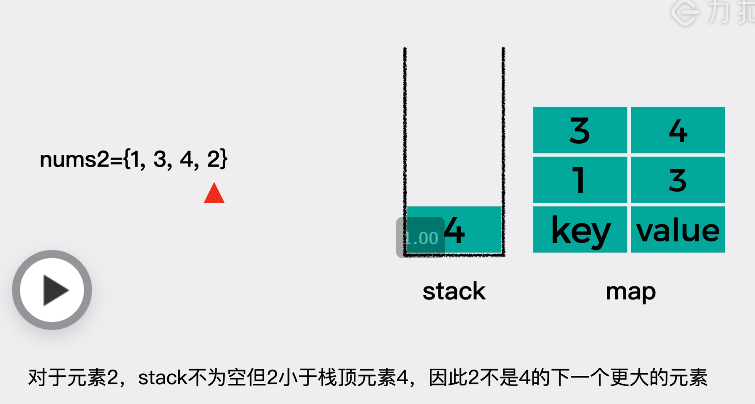 力扣
nums2={1, 3, 4, 2}
3 4
1 3
1.00 4
key value
stack map
对于元素2，stack不为空但2小于栈顶元素4，因此2不是4的下一个更大的元素